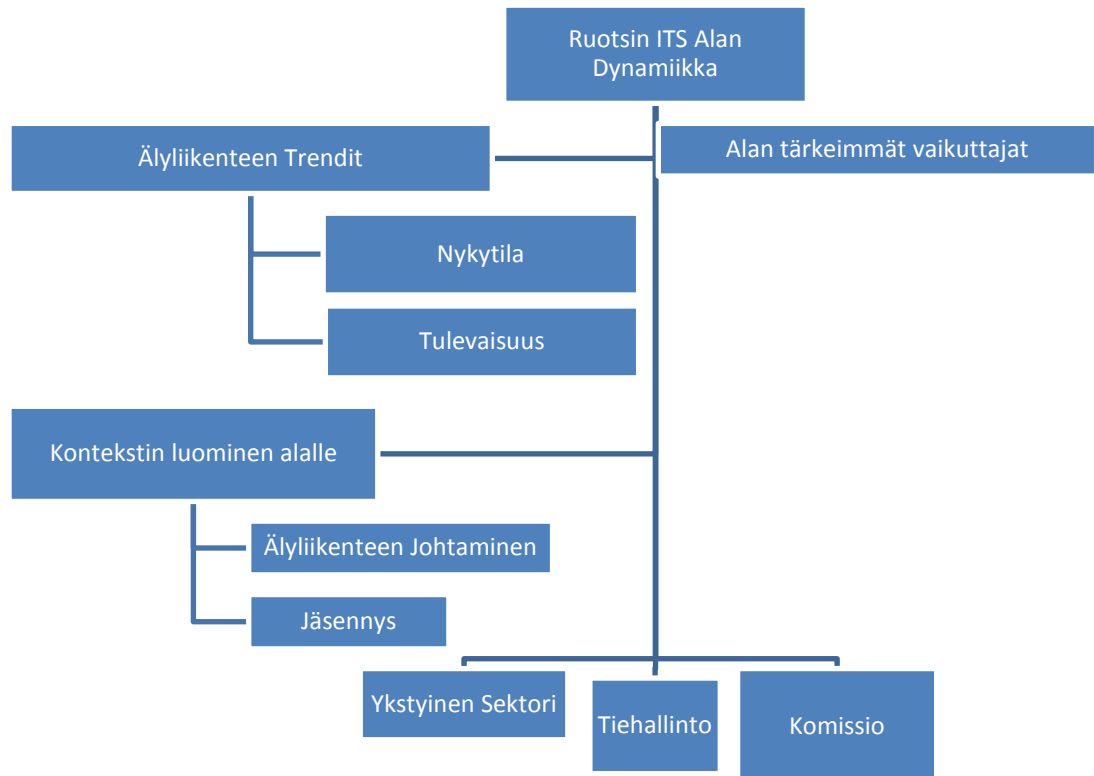 Ruotsin ITS Alan
Dynamiikka
Älyliikenteen Trendit
Alan tärkeimmät vaikuttajat
Nykytila
Tulevaisuus
Kontekstin luominen alalle
Älyliikenteen Johtaminen
Jäsennys
Ykstyinen Sektori
Tiehallinto
Komissio